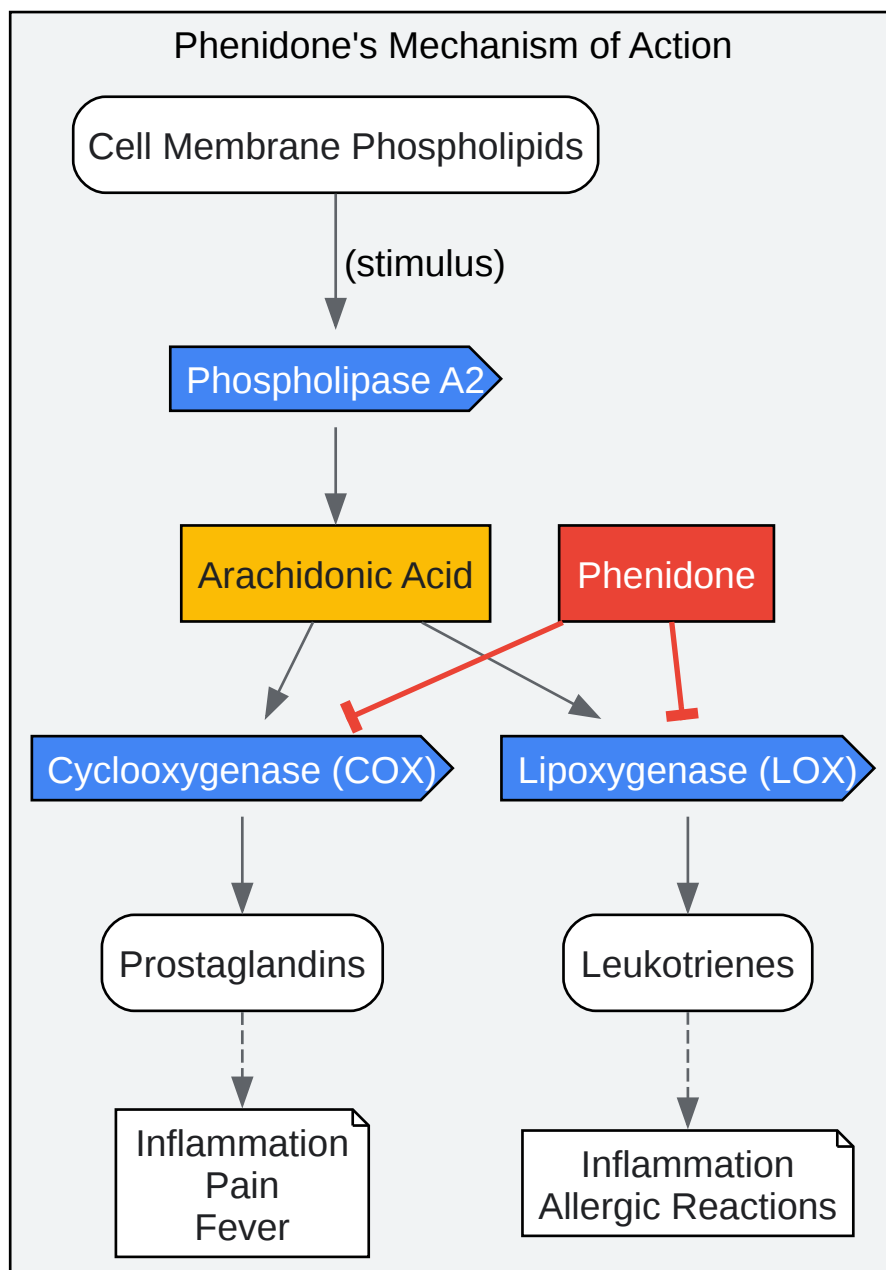 Phenidone's Mechanism of Action
Cell Membrane Phospholipids
(stimulus)
Phospholipase A2
Arachidonic Acid
Phenidone
Cyclooxygenase (COX)
Lipoxygenase (LOX)
Prostaglandins
Leukotrienes
Inflammation
Pain
Fever
Inflammation
Allergic Reactions